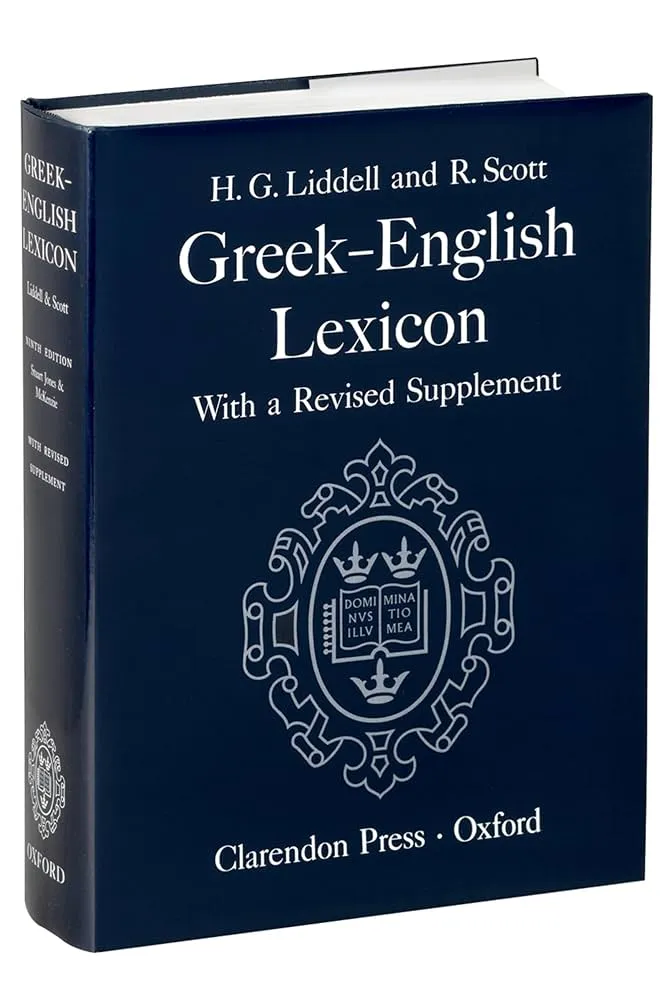 H. G. Liddell and R. Scott
Greek–English
Lexicon
With a Revised Supplement
DOMI MINA
NVS TIO
ILLV MEA
Clarendon Press · Oxford
GREEK–
ENGLISH
LEXICON
Liddell & Scott
NINTH EDITION
Stuart Jones &
McKenzie
WITH REVISED
SUPPLEMENT
OXFORD